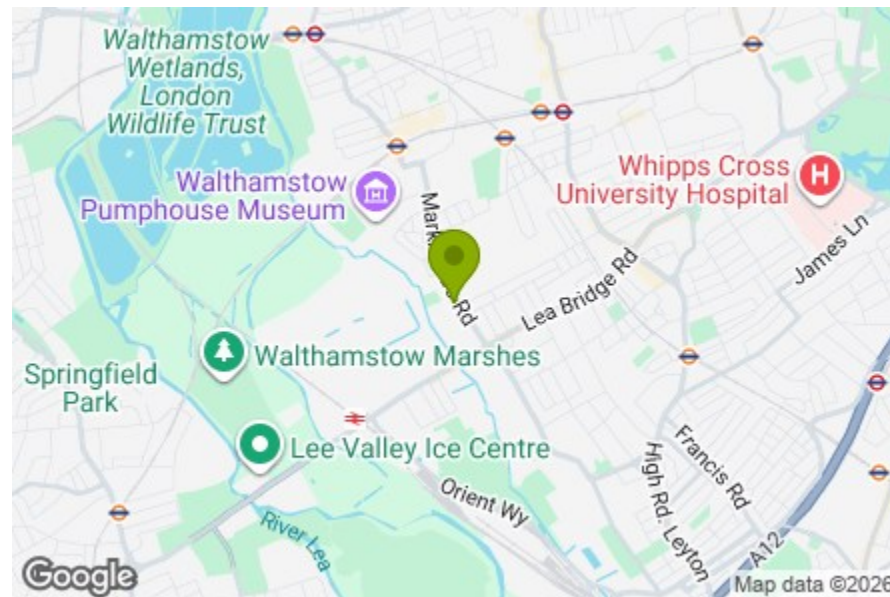 Walthamstow
Wetlands,
London
Wildlife Trust
Whipps Cross
University Hospital
H
Walthamstow
Pumphouse Museum
James Ln
Lea Bridge Rd
Rd
Walthamstow Marshes
Springfield
Park
Lee Valley Ice Centre
Orient Wy
High Rd. Leyton
Francis Rd
A12
River Lea
Google
Map data ©2026